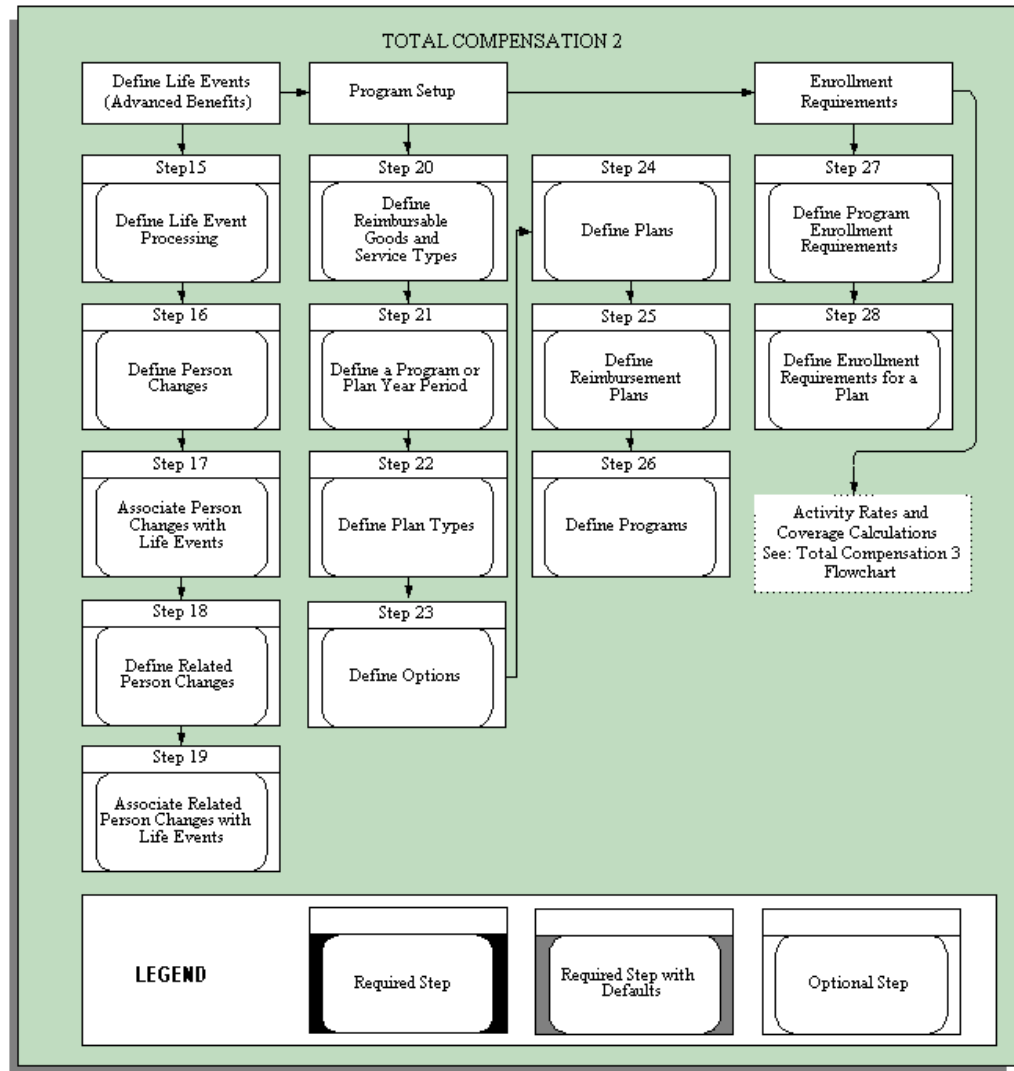 TOTAL COMPENSATION 2
Define Life Events
(Advanced Benefits)
Program Setup
Enrollment
Requirements
Step15
Define Life Event
Processing
Step 16
Define Person
Changes
Step 17
Associate Person
Changes with
Life Events
Step 18
Define Related
Person Changes
Step 19
Associate Related
Person Changes with
Life Events
Step 20
Define
Reimbursable
Goods and
Service Types
Step 21
Define a Program or
Plan Year Period
Step 22
Define Plan Types
Step 23
Define Options
Step 24
Define Plans
Step 25
Define
Reimbursement
Plans
Step 26
Define Programs
Step 27
Define Program
Enrollment
Requirements
Step 28
Define Enrollment
Requirements for a
Plan
Activity Rates and
Coverage Calculations
See: Total Compensation 3
Flowchart
LEGEND
Required Step
Required Step with
Defaults
Optional Step